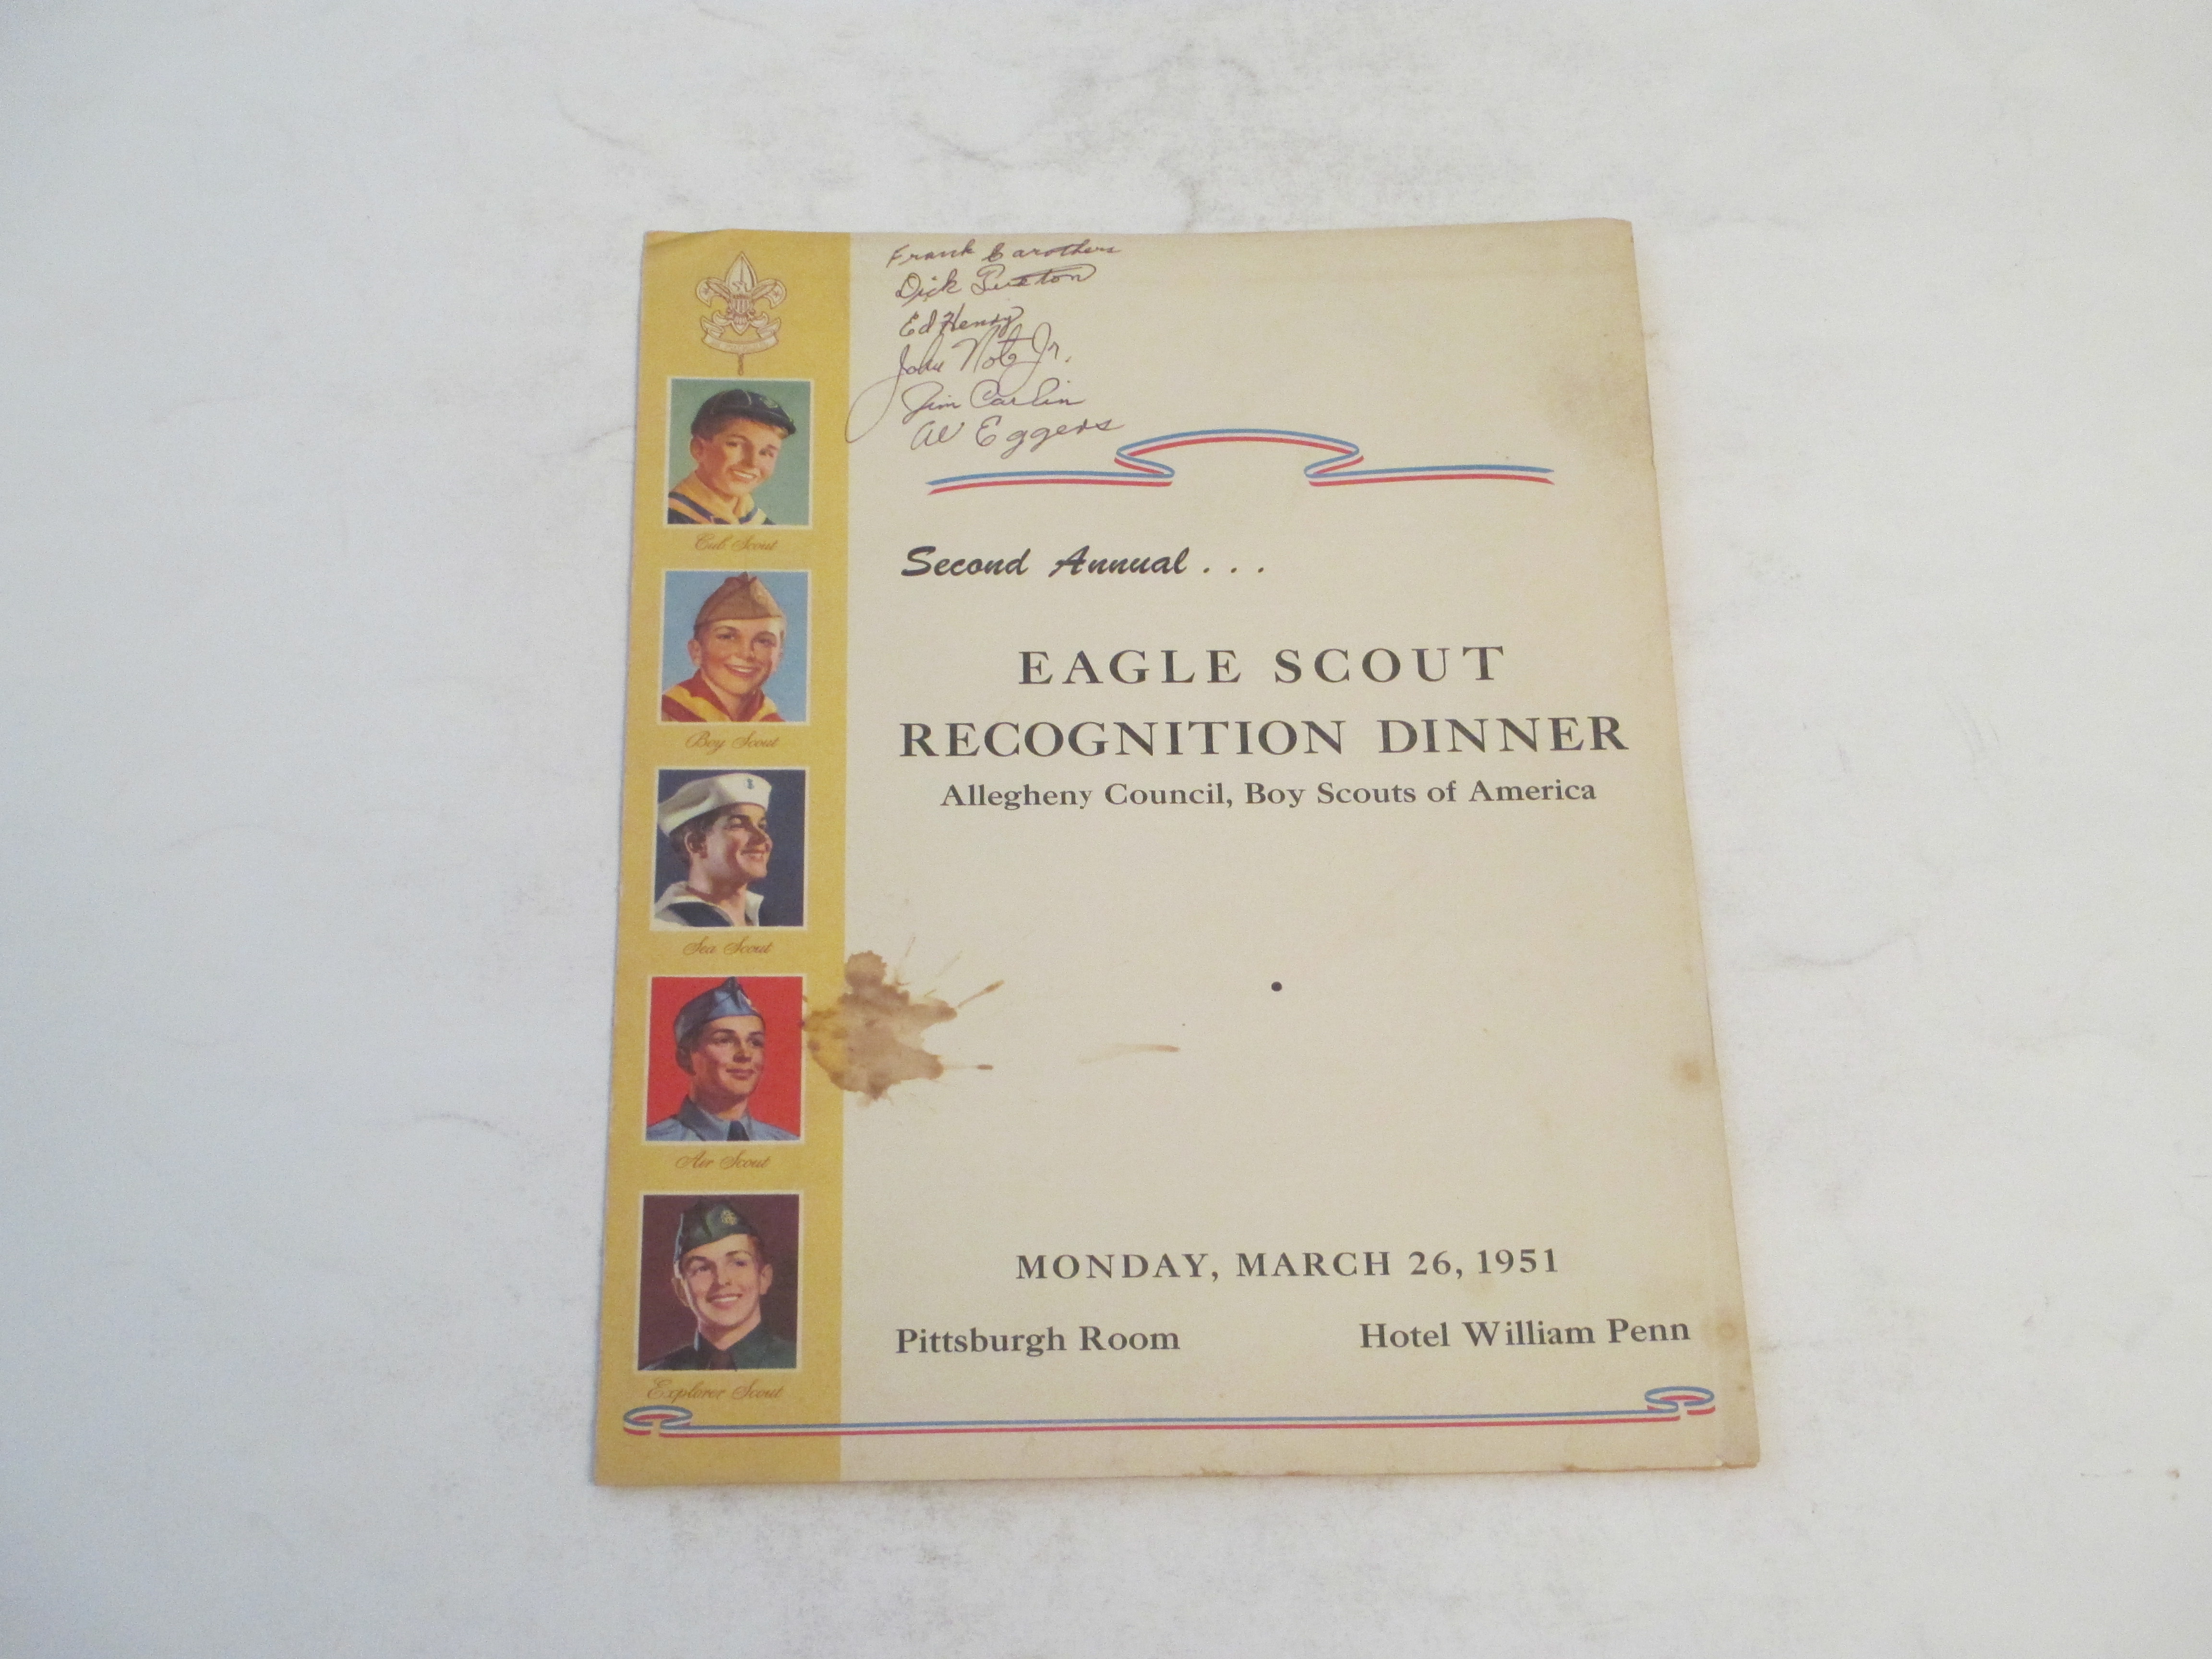 Frank Carothers
Dick
Ed Henry
John Jr.
Jim Carlin
Al Eggers
Second Annual . . .
EAGLE SCOUT
RECOGNITION DINNER
Allegheny Council, Boy Scouts of America
•
MONDAY, MARCH 26, 1951
Pittsburgh Room Hotel William Penn
Cub Scout
Boy Scout
Sea Scout
Air Scout
Explorer Scout